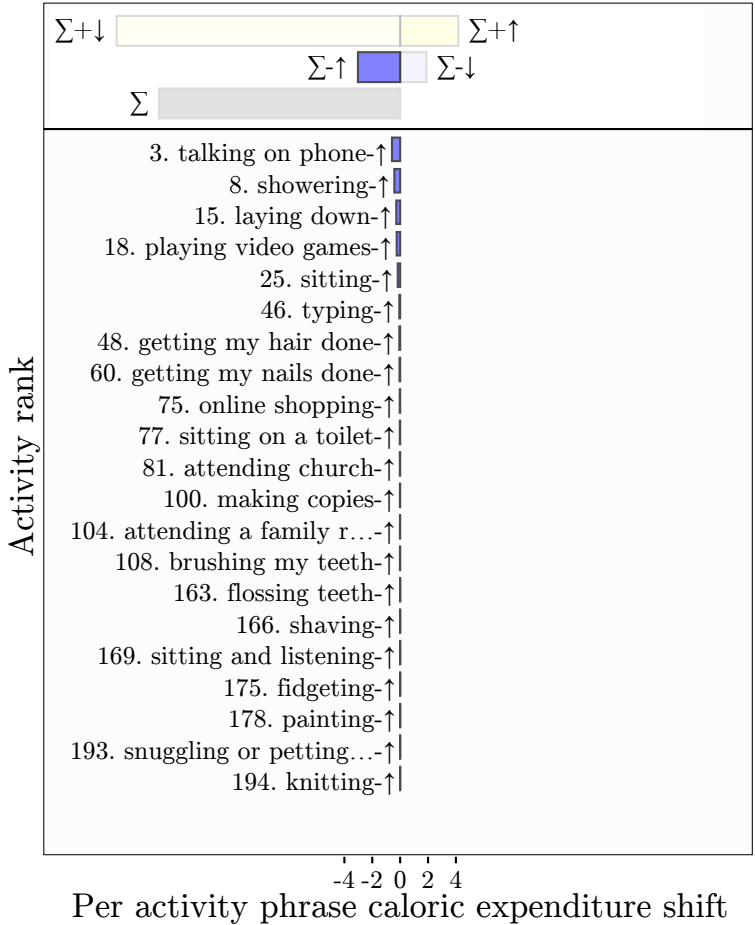 ∑+↓ ∑+↑
∑-↑ ∑-↓
∑
3. talking on phone-↑
8. showering-↑
15. laying down-↑
18. playing video games-↑
25. sitting-↑
46. typing-↑
48. getting my hair done-↑
60. getting my nails done-↑
75. online shopping-↑
77. sitting on a toilet-↑
81. attending church-↑
100. making copies-↑
104. attending a family r...-↑
108. brushing my teeth-↑
163. flossing teeth-↑
166. shaving-↑
169. sitting and listening-↑
175. fidgeting-↑
178. painting-↑
193. snuggling or petting...-↑
194. knitting-↑
Activity rank
-4 -2 0 2 4
Per activity phrase caloric expenditure shift